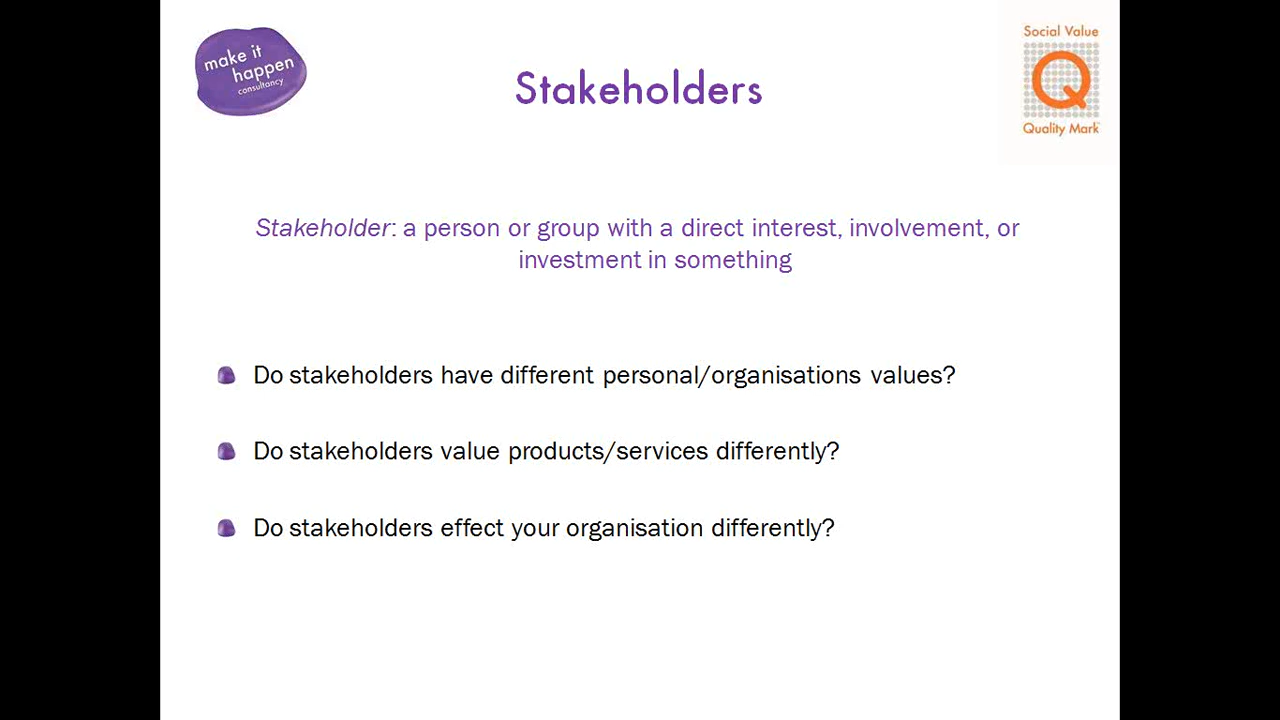 make it
happen
consultancy
Social Value
Quality Mark
Stakeholders
Stakeholder: a person or group with a direct interest, involvement, or
investment in something
Do stakeholders have different personal/organisations values?
Do stakeholders value products/services differently?
Do stakeholders effect your organisation differently?